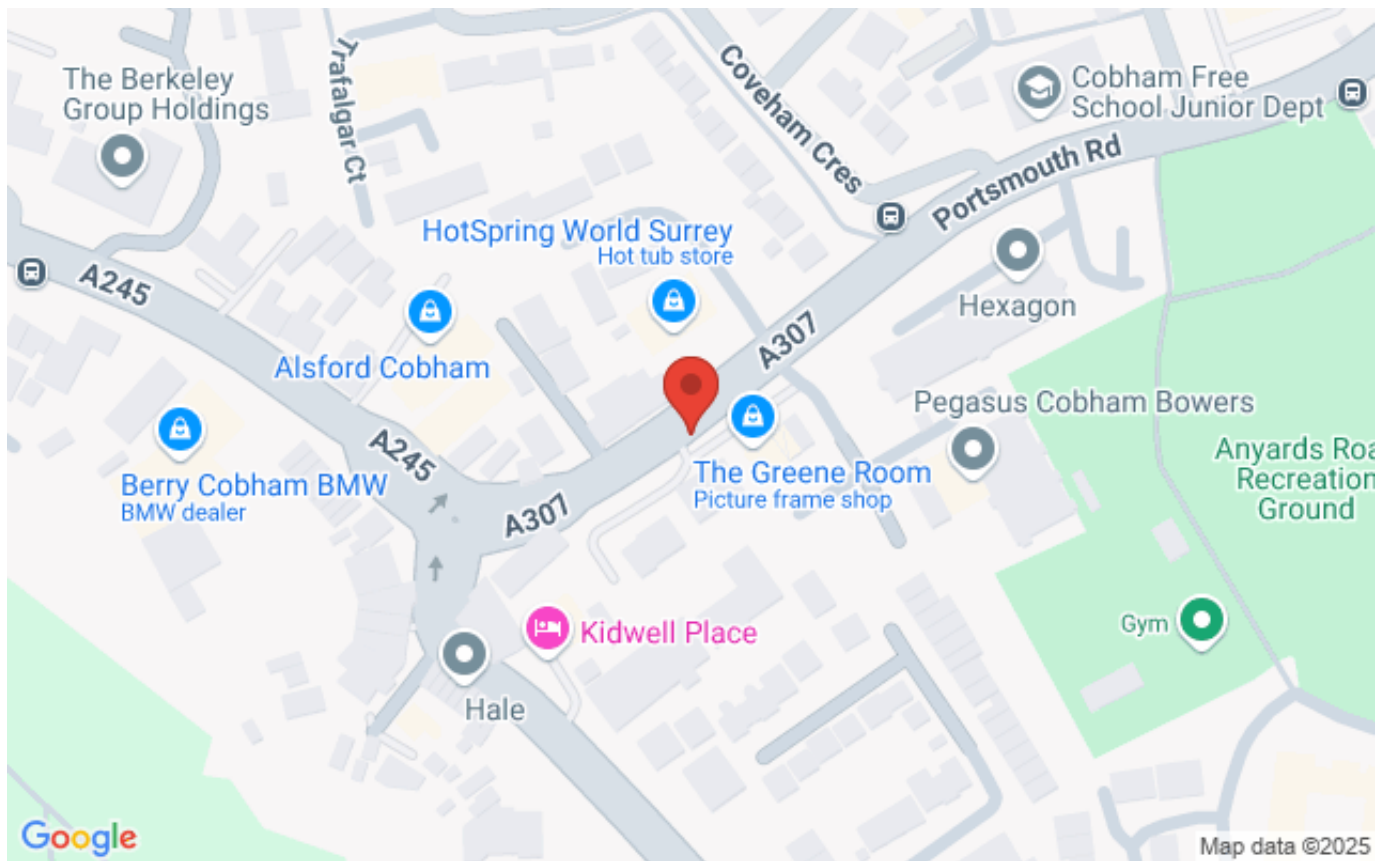 The Berkeley
Group Holdings
Trafalgar Ct
Coveham Cres
Cobham Free
School Junior Dept
Portsmouth Rd
HotSpring World Surrey
Hot tub store
A245
Hexagon
Alsford Cobham
A307
Pegasus Cobham Bowers
Berry Cobham BMW
BMW dealer
A245
The Greene Room
Picture frame shop
Anyards Roa
Recreation
Ground
A307
Kidwell Place
Gym
Hale
Google
Map data ©2025